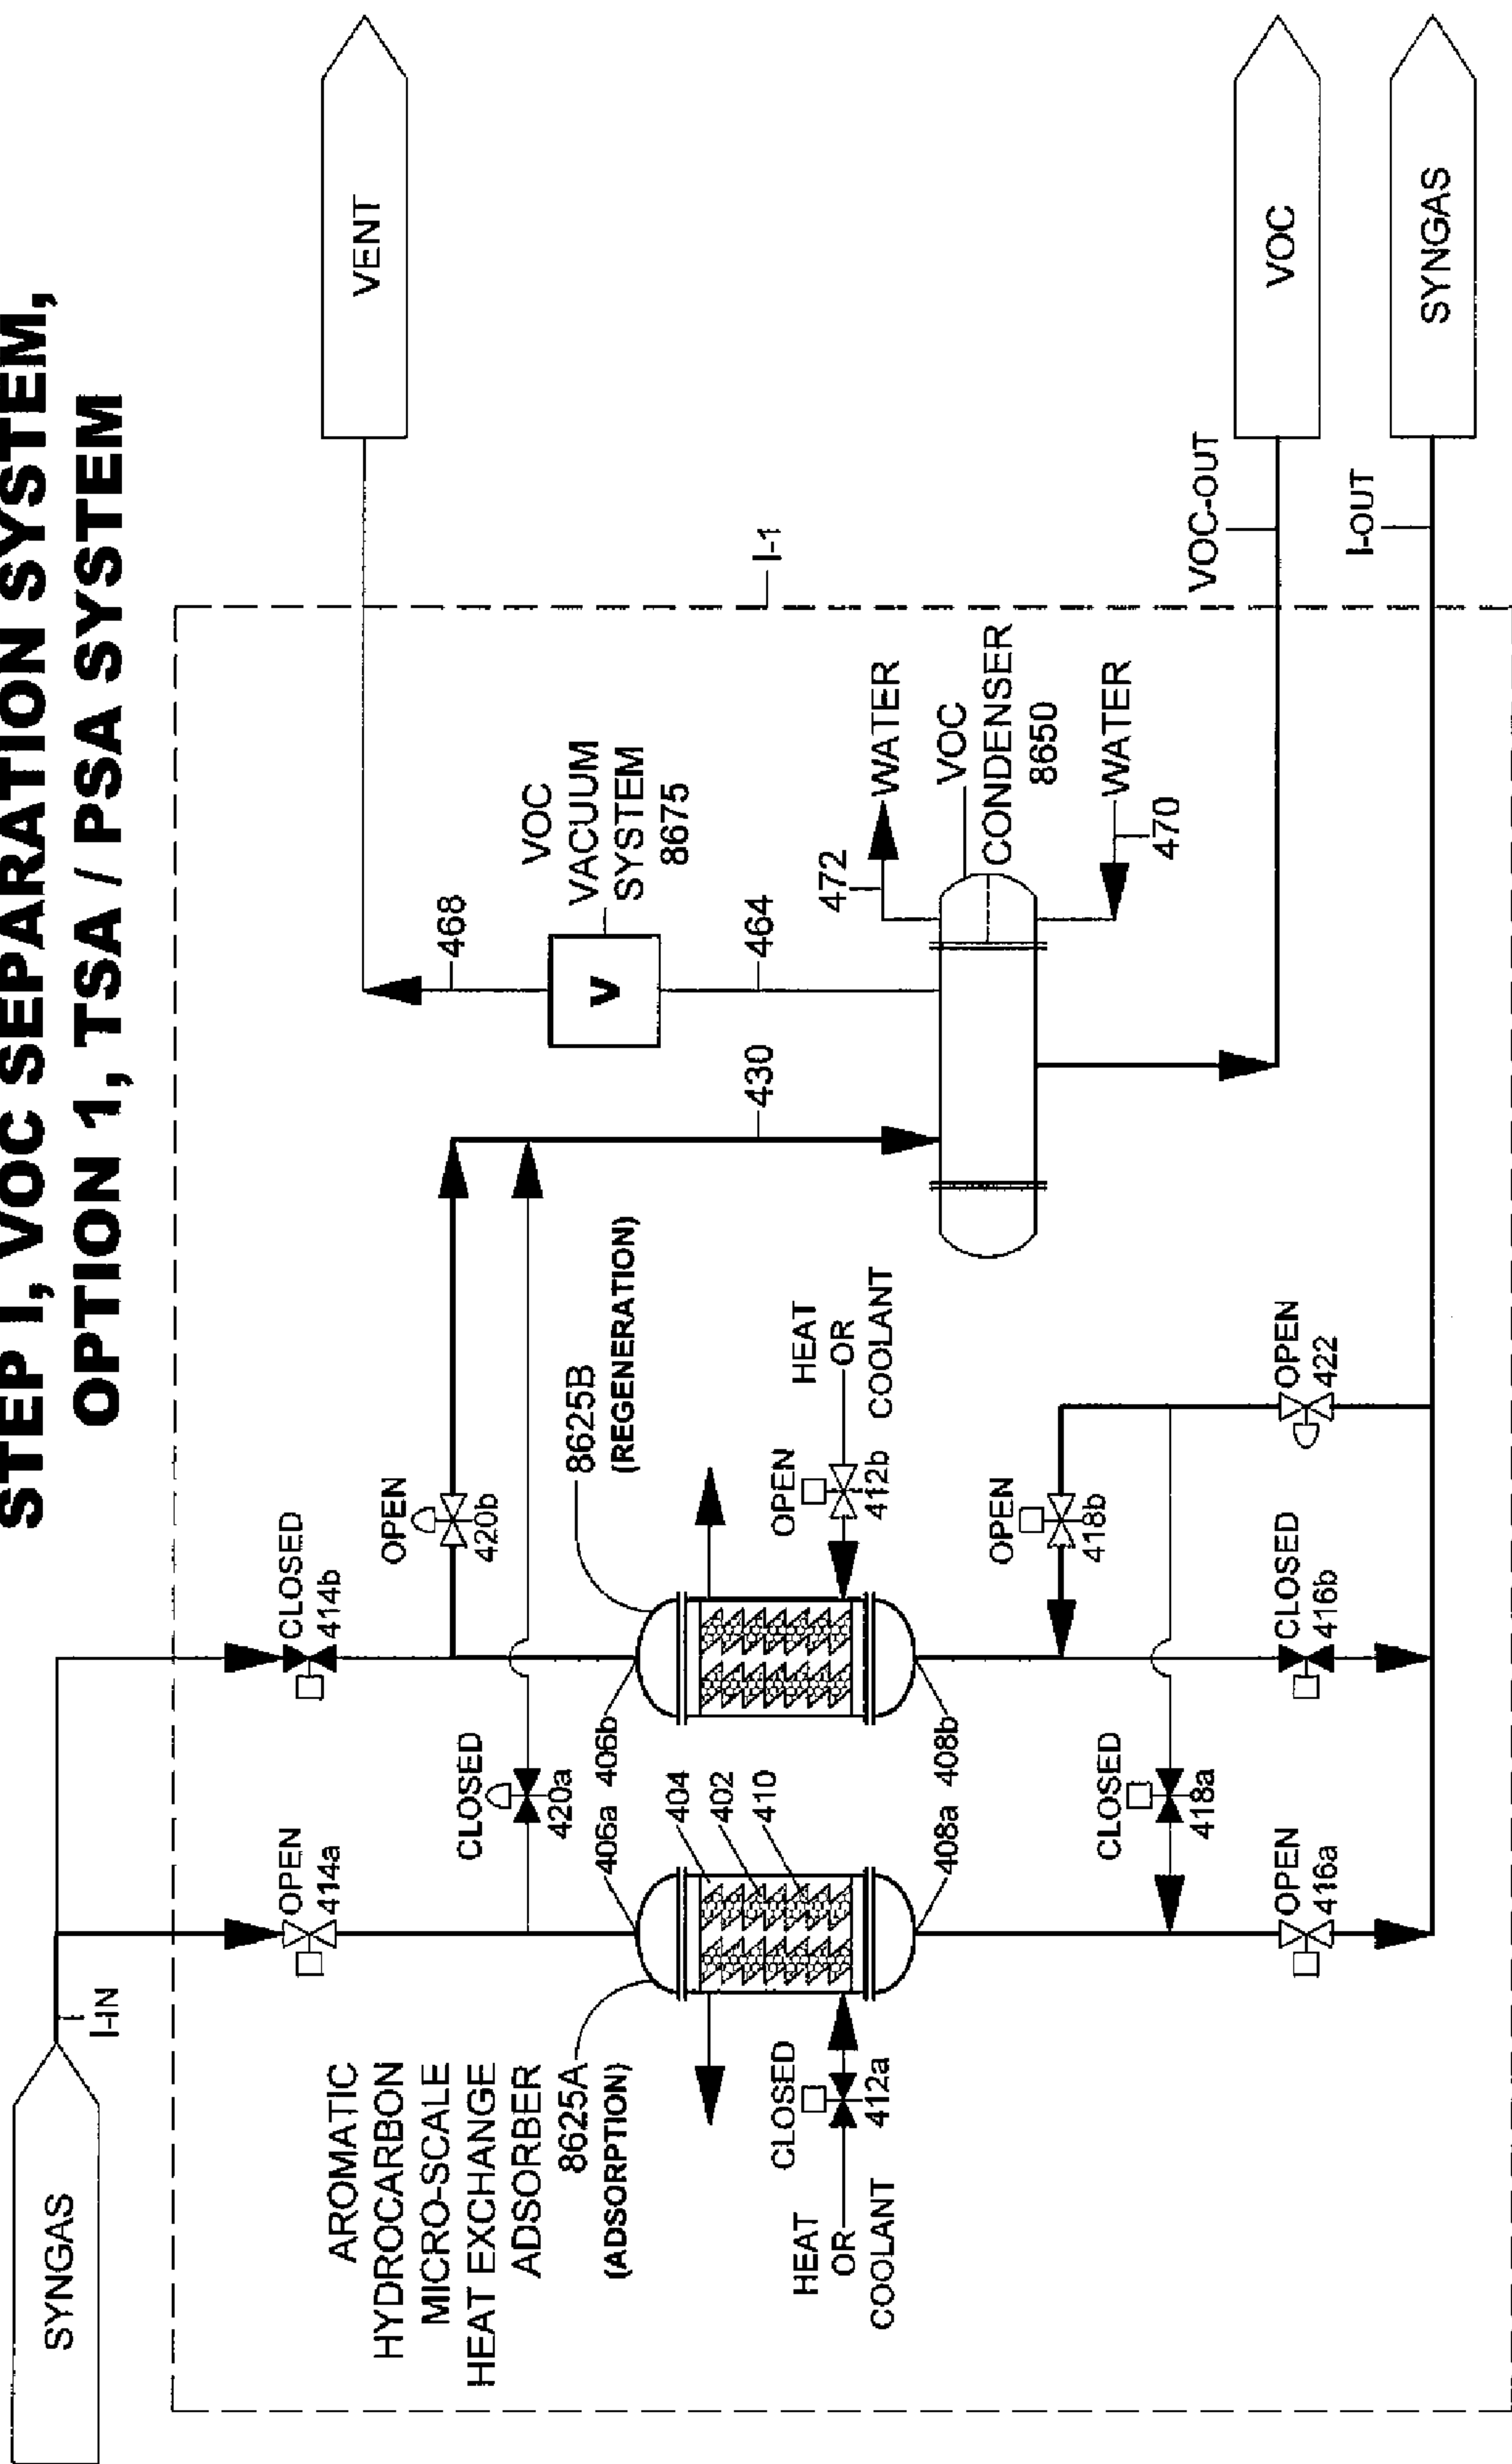 STEP I, VOC SEPARATION SYSTEM,
OPTION 1, TSA / PSA SYSTEM
SYNGAS
I-IN
AROMATIC
HYDROCARBON
MICRO-SCALE
HEAT EXCHANGE
ADSORBER
8625A
(ADSORPTION)
OPEN
414a
CLOSED
414b
CLOSED
420a
OPEN
420b
406a
406b
404
402
410
8625B
(REGENERATION)
CLOSED
412a
HEAT
OR
COOLANT
OPEN
412b
HEAT
OR
COOLANT
408a
408b
CLOSED
418a
OPEN
418b
OPEN
416a
CLOSED
416b
OPEN
422
430
468
VOC
VACUUM
SYSTEM
8675
V
464
472
WATER
VOC
CONDENSER
8650
WATER
470
I-1
VENT
VOC-OUT
VOC
I-OUT
SYNGAS